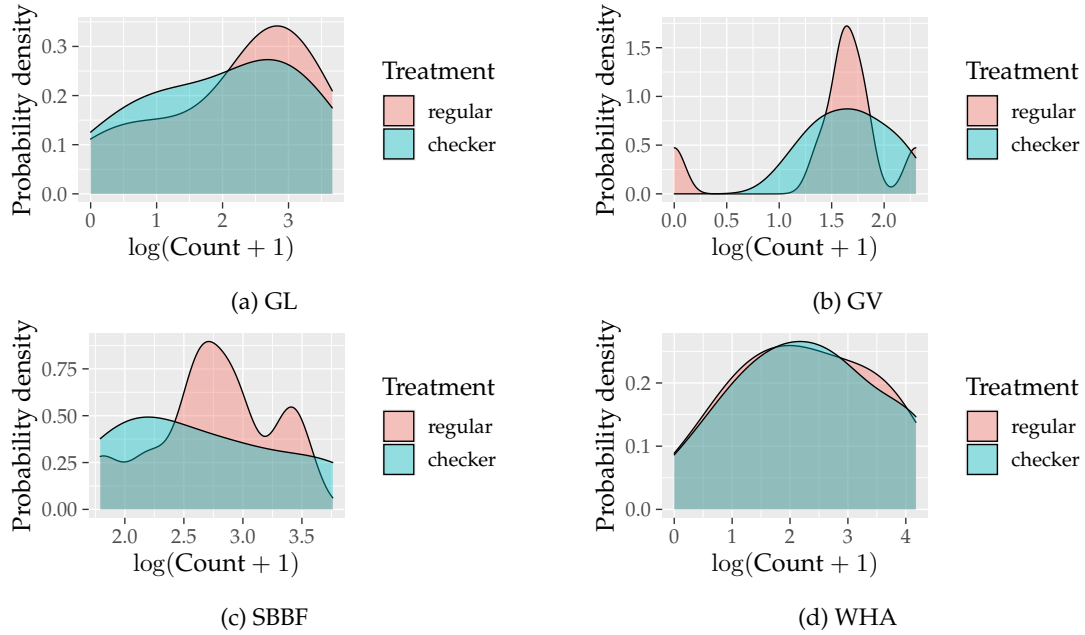 Probability density
0.3
0.2
0.1
0.0
0
1
2
3
log(Count + 1)
Treatment
regular
checker
(a) GL
Probability density
1.5
1.0
0.5
0.0
0.0
0.5
1.0
1.5
2.0
log(Count + 1)
Treatment
regular
checker
(b) GV
Probability density
0.75
0.50
0.25
0.00
2.0
2.5
3.0
3.5
log(Count + 1)
Treatment
regular
checker
(c) SBBF
Probability density
0.2
0.1
0.0
0
1
2
3
4
log(Count + 1)
Treatment
regular
checker
(d) WHA